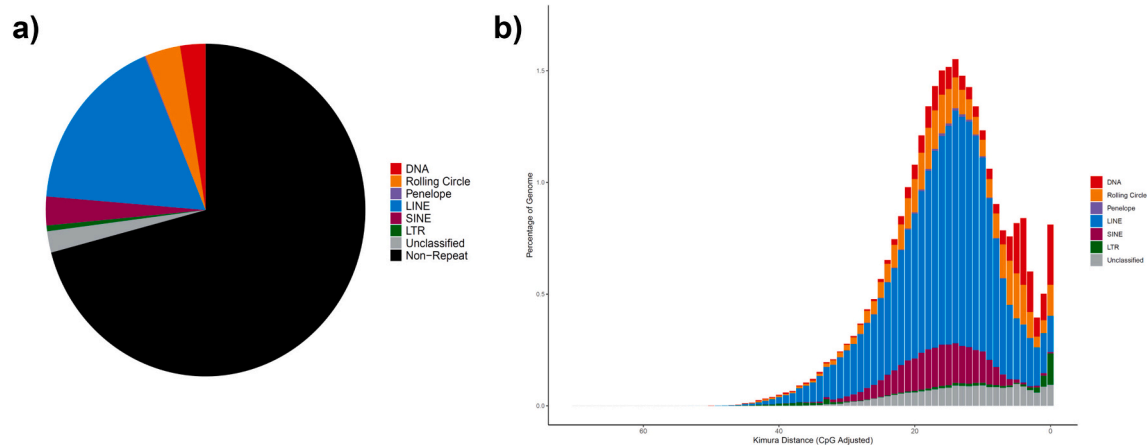 a)
DNA
Rolling Circle
Penelope
LINE
SINE
LTR
Unclassified
Non-Repeat
b)
Percentage of Genome
1.5
1.0
0.5
0.0
60
40
20
0
Kimura Distance (CpG Adjusted)
DNA
Rolling Circle
Penelope
LINE
SINE
LTR
Unclassified